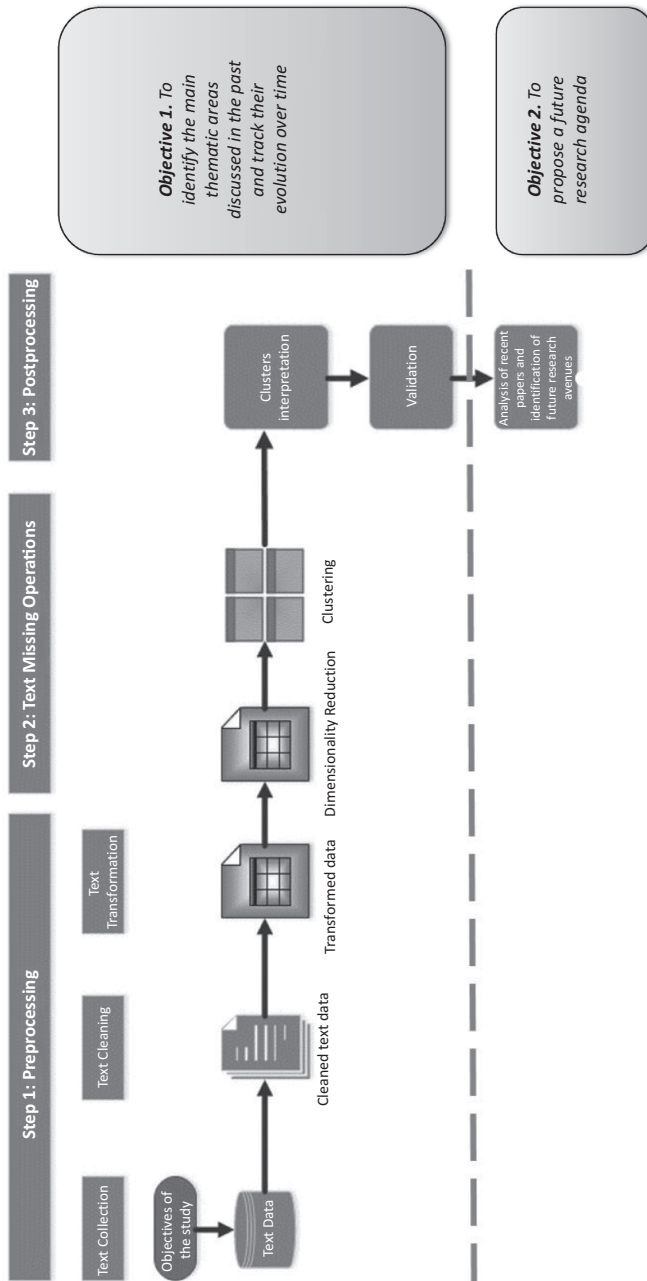 Step 1: Preprocessing
Step 2: Text Missing Operations
Step 3: Postprocessing
Text Collection
Text Cleaning
Text
Transformation
Objectives of
the study
Text Data
Cleaned text data
Transformed data
Dimensionality Reduction
Clustering
Clusters
interpretation
Validation
Analysis of recent
papers and
identification of
future research
avenues
Objective 1. To
identify the main
thematic areas
discussed in the past
and track their
evolution over time
Objective 2. To
propose a future
research agenda